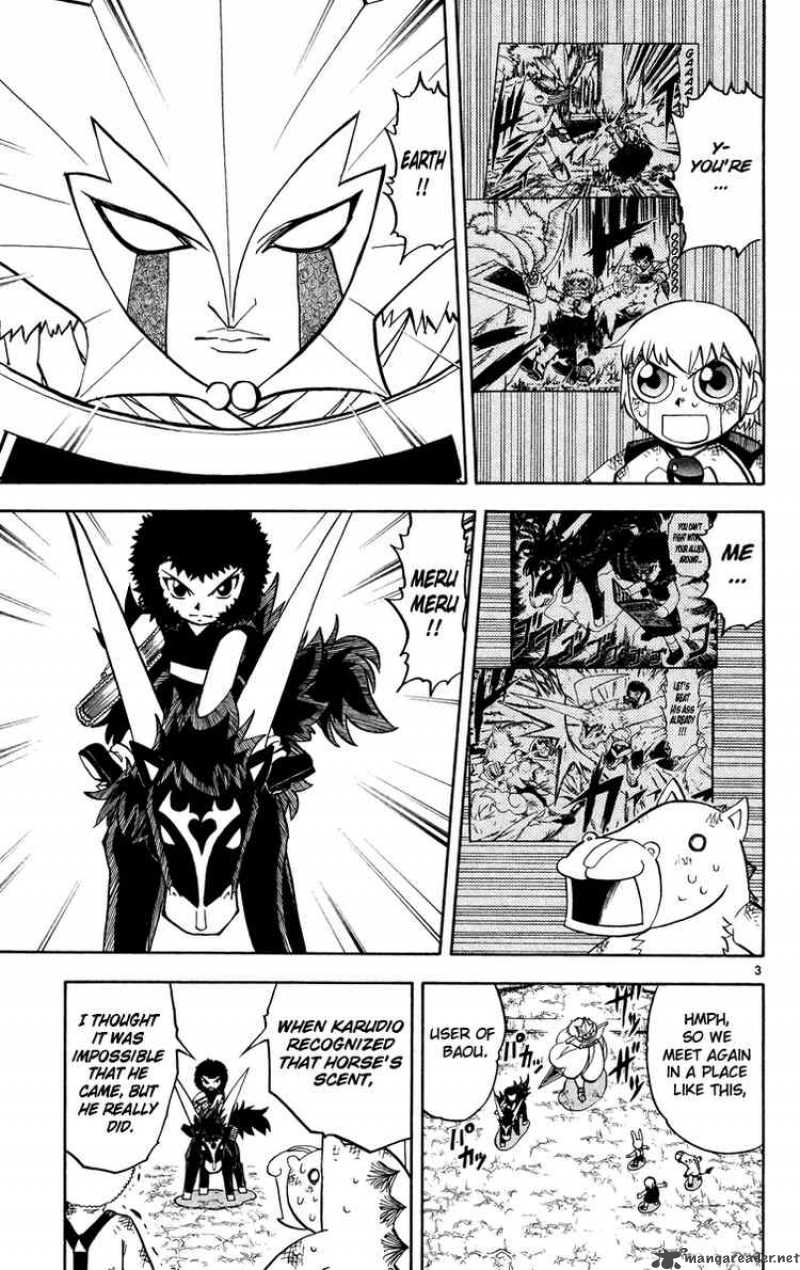 Y-
YOU'RE
...
EARTH
!!
ME
...
YOU CAN'T
FIGHT WITH
YOUR ALLIES
AROUND...
LET'S
BEAT
HIS ASS
ALREADY
!!!
MERU
MERU
!!
3
HMPH,
SO WE
MEET AGAIN
IN A PLACE
LIKE THIS,
USER OF
BAOU.
WHEN KARUDIO
RECOGNIZED
THAT HORSE'S
SCENT,
I THOUGHT
IT WAS
IMPOSSIBLE
THAT HE
CAME, BUT
HE REALLY
DID.
mangareader.net